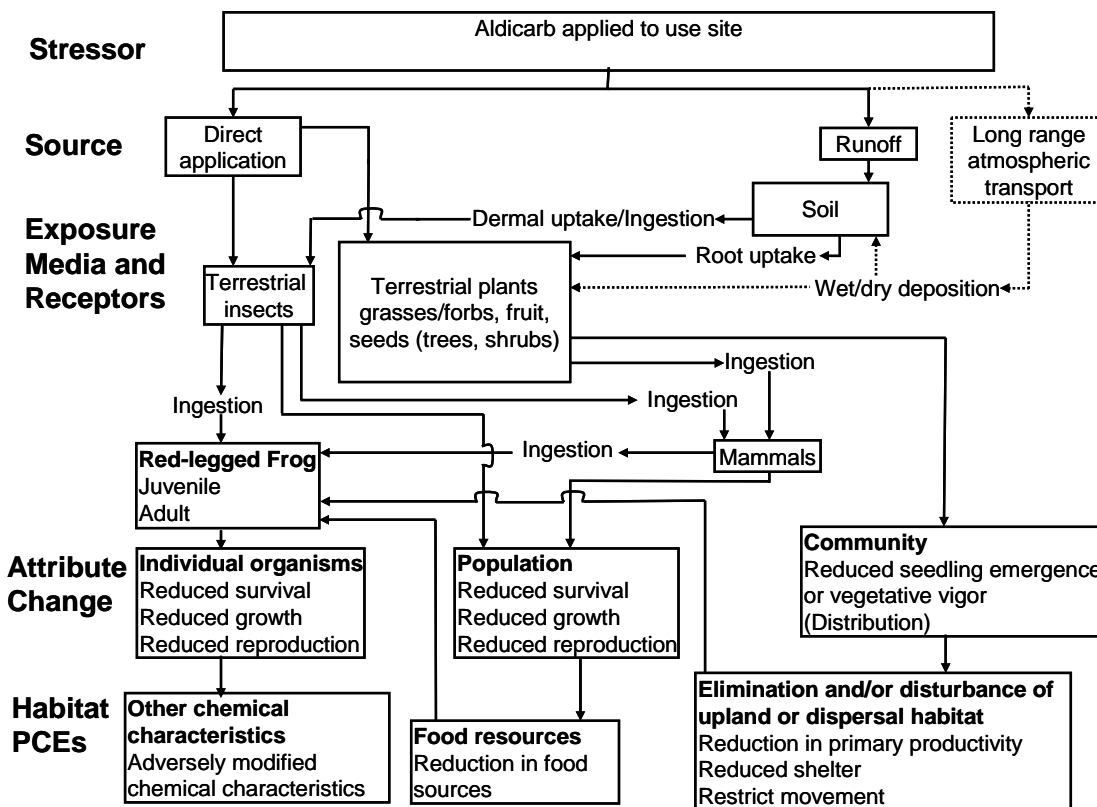 Aldicarb applied to use site
Stressor
Source
Direct
application
Runoff
Long range
atmospheric
transport
Exposure
Media and
Receptors
Dermal uptake/Ingestion
Soil
Root uptake
Wet/dry deposition
Terrestrial
insects
Terrestrial plants
grasses/forbs, fruit,
seeds (trees, shrubs)
Ingestion
Ingestion
Ingestion
Ingestion
Mammals
Red-legged Frog
Juvenile
Adult
Attribute
Change
Individual organisms
Reduced survival
Reduced growth
Reduced reproduction
Population
Reduced survival
Reduced growth
Reduced reproduction
Community
Reduced seedling emergence
or vegetative vigor
(Distribution)
Habitat
PCEs
Other chemical
characteristics
Adversely modified
chemical characteristics
Food resources
Reduction in food
sources
Elimination and/or disturbance of
upland or dispersal habitat
Reduction in primary productivity
Reduced shelter
Restrict movement